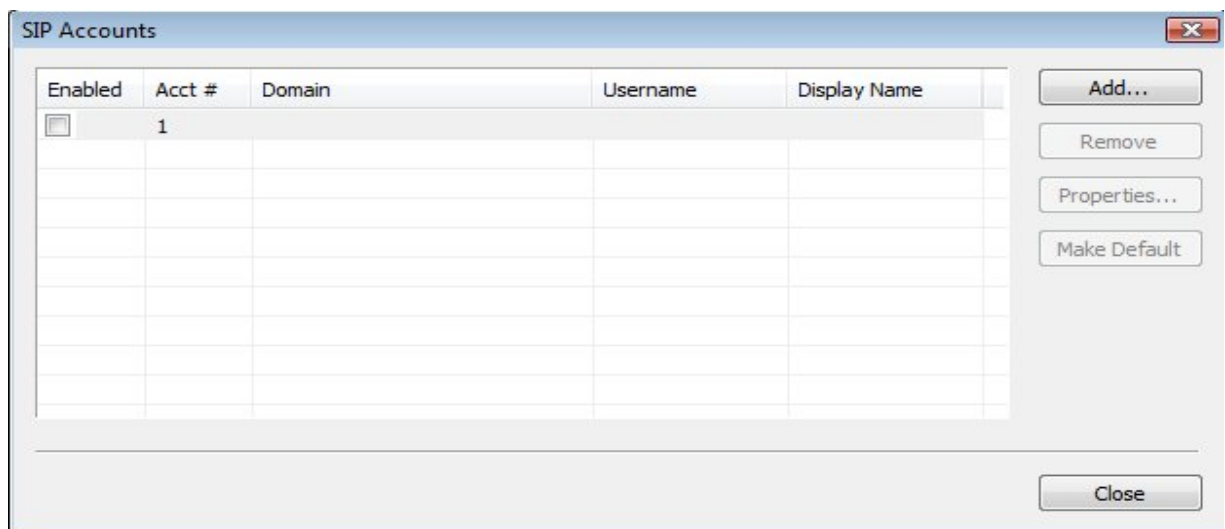 SIP Accounts
Enabled Acct # Domain Username Display Name
1
Add...
Remove
Properties...
Make Default
Close